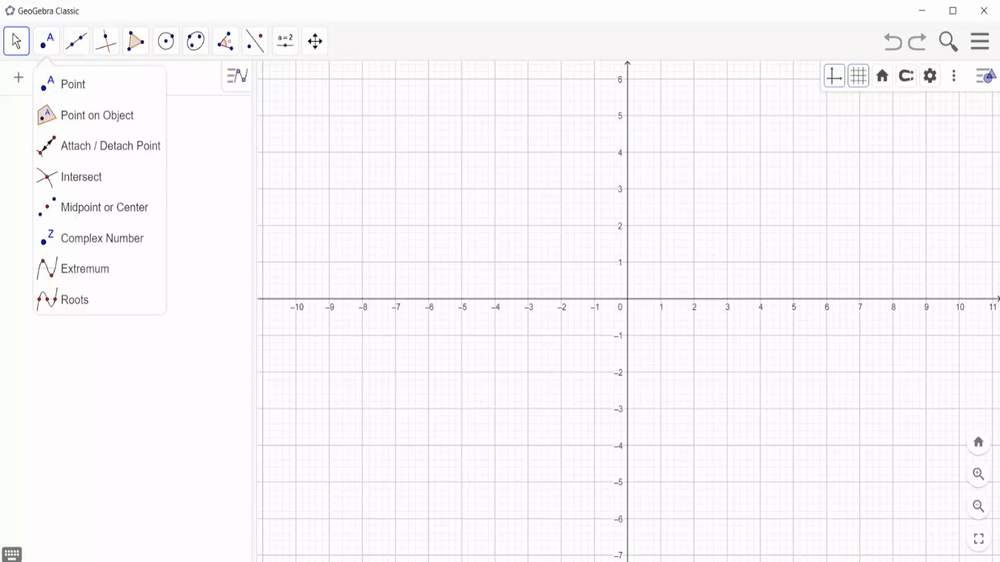 GeoGebra Classic
A
a=2
α
A Point
A Point on Object
Attach / Detach Point
Intersect
Midpoint or Center
Z Complex Number
Extremum
Roots
6
5
4
3
2
1
–10 –9 –8 –7 –6 –5 –4 –3 –2 –1 0 1 2 3 4 5 6 7 8 9 10 11
–1
–2
–3
–4
–5
–6
–7